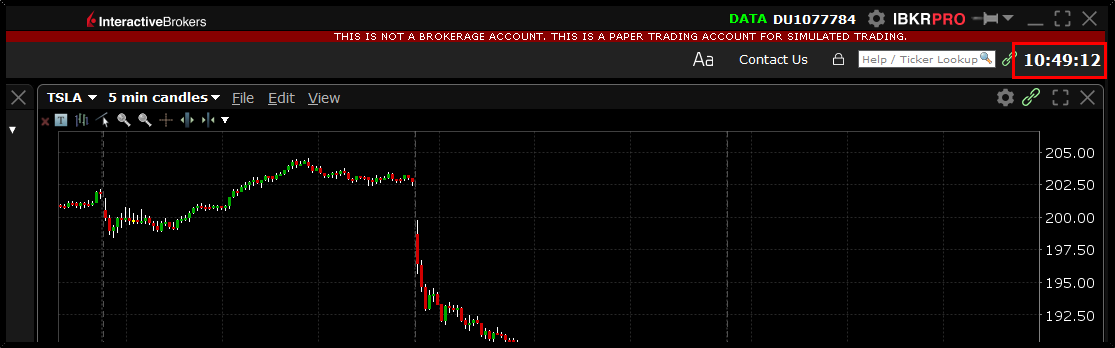 InteractiveBrokers DATA DU1077784 IBKRPRO
THIS IS NOT A BROKERAGE ACCOUNT. THIS IS A PAPER TRADING ACCOUNT FOR SIMULATED TRADING.
Aa Contact Us Help / Ticker Lookup 10:49:12
TSLA 5 min candles File Edit View
T
205.00
202.50
200.00
197.50
195.00
192.50